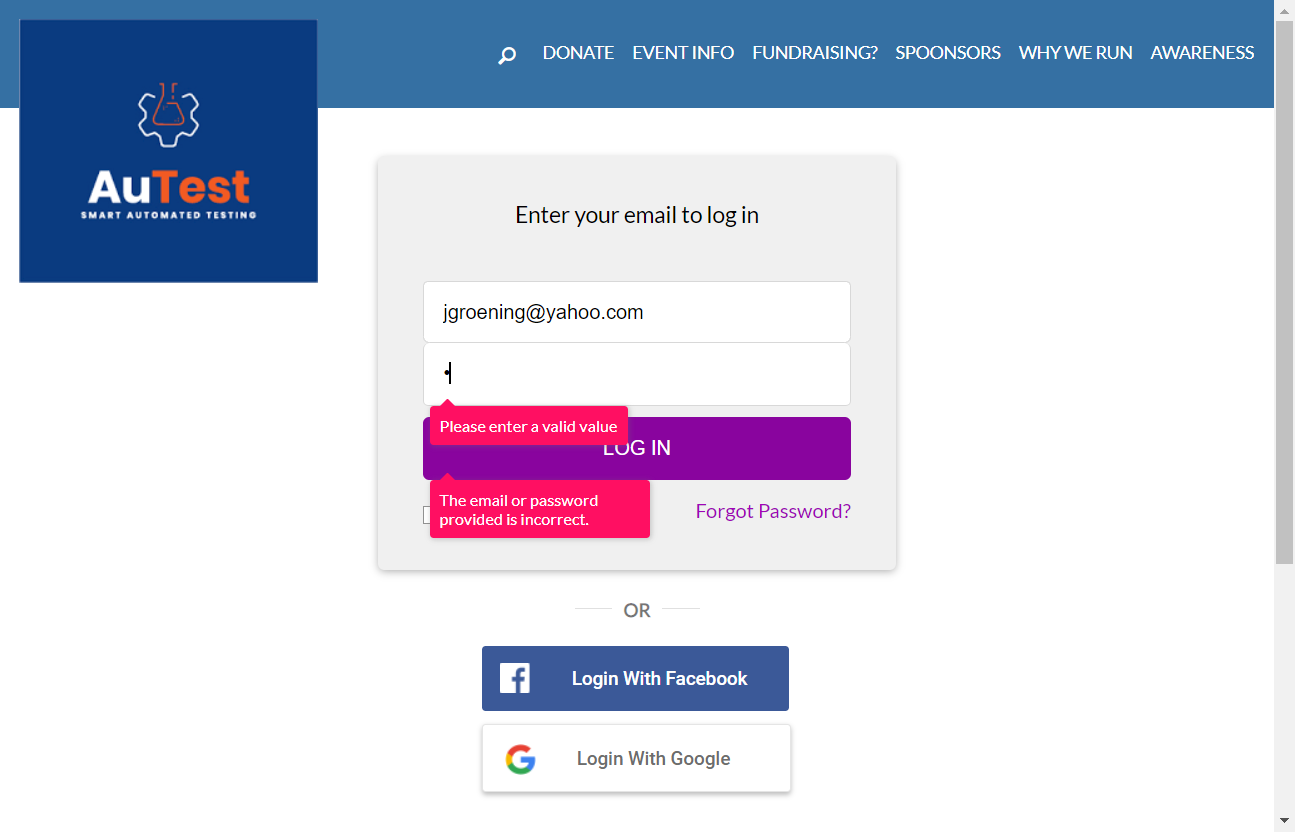 DONATE EVENT INFO FUNDRAISING? SPOONSORS WHY WE RUN AWARENESS
AuTest
SMART AUTOMATED TESTING
Enter your email to log in
jgroening@yahoo.com
•
Please enter a valid value
LOG IN
The email or password
provided is incorrect.
Forgot Password?
OR
Login With Facebook
Login With Google